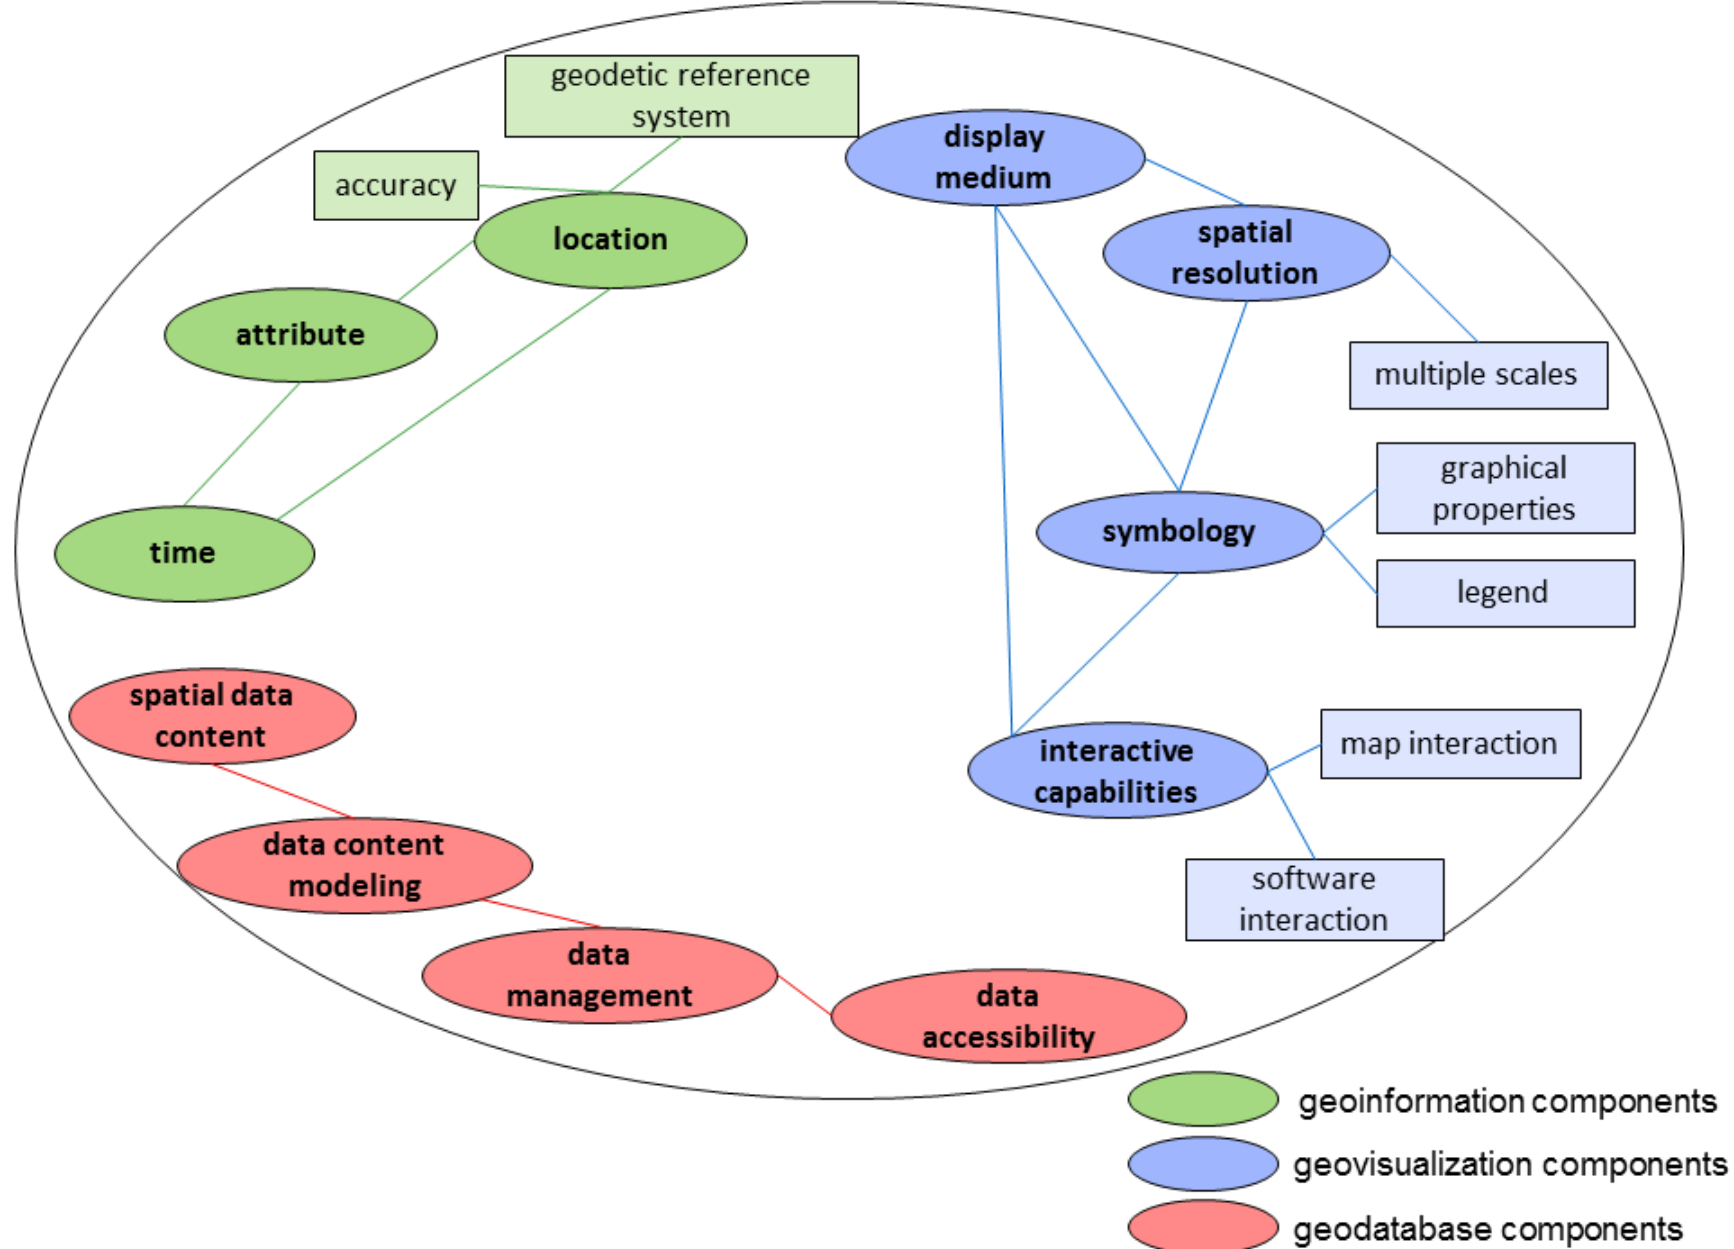 geodetic reference
system
accuracy
location
attribute
time
display
medium
spatial
resolution
multiple scales
graphical
properties
symbology
legend
interactive
capabilities
map interaction
software
interaction
spatial data
content
data content
modeling
data
management
data
accessibility
geoinformation components
geovisualization components
geodatabase components